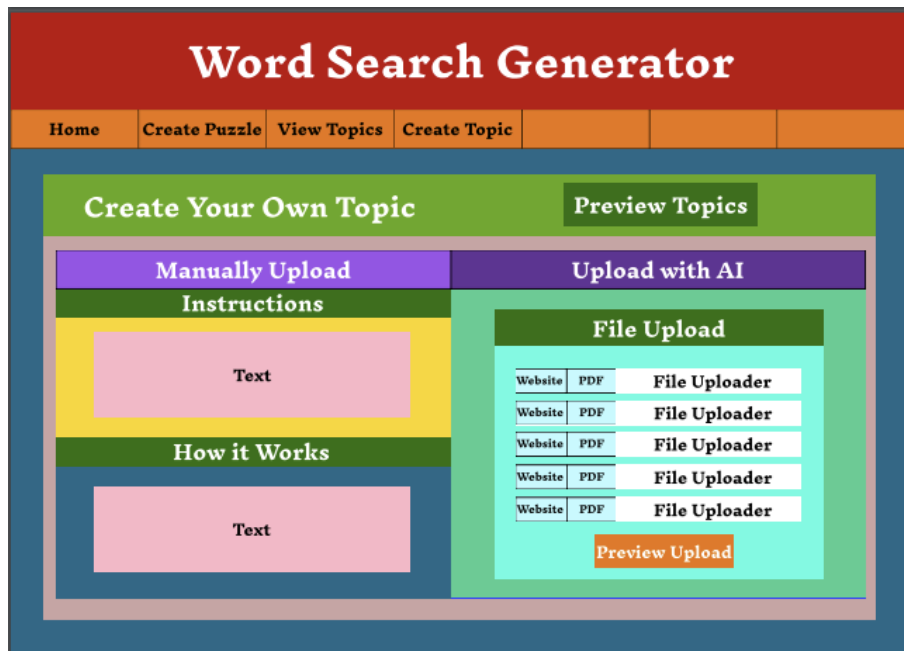 Word Search Generator
Home Create Puzzle View Topics Create Topic
Create Your Own Topic Preview Topics
Manually Upload Upload with AI
Instructions
Text
How it Works
Text
File Upload
Website PDF File Uploader
Website PDF File Uploader
Website PDF File Uploader
Website PDF File Uploader
Website PDF File Uploader
Preview Upload